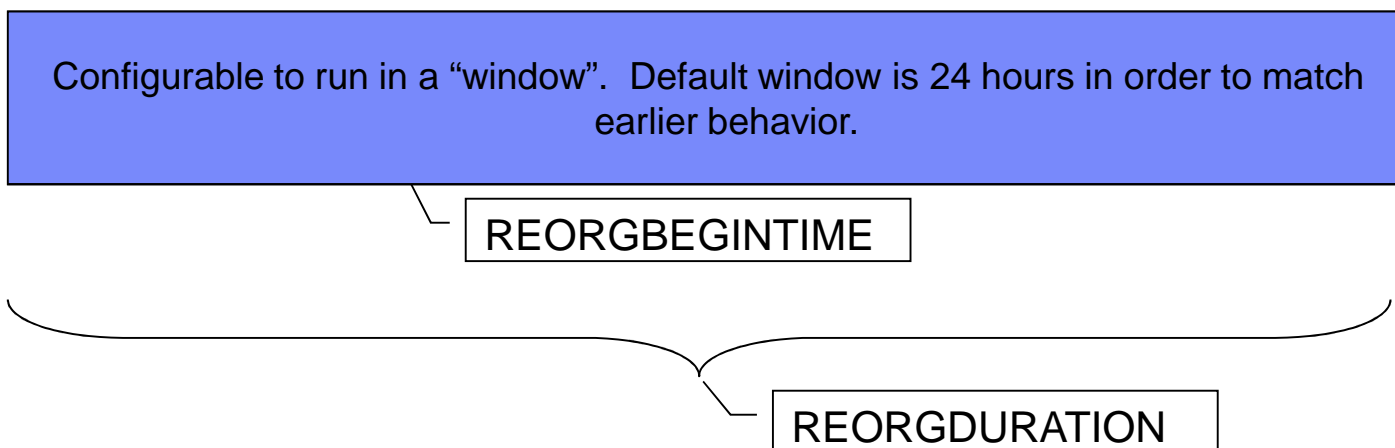 Configurable to run in a “window”.  Default window is 24 hours in order to match
earlier behavior.
REORGBEGINTIME
REORGDURATION